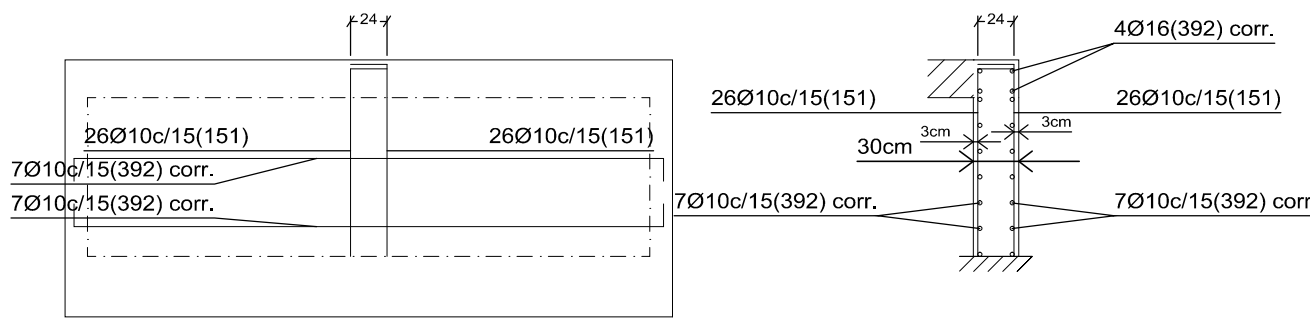 24
24
4Ø16(392) corr.
26Ø10c/15(151)
26Ø10c/15(151)
3cm
3cm
26Ø10c/15(151)
26Ø10c/15(151)
30cm
7Ø10c/15(392) corr.
7Ø10c/15(392) corr.
7Ø10c/15(392) corr.
7Ø10c/15(392) corr